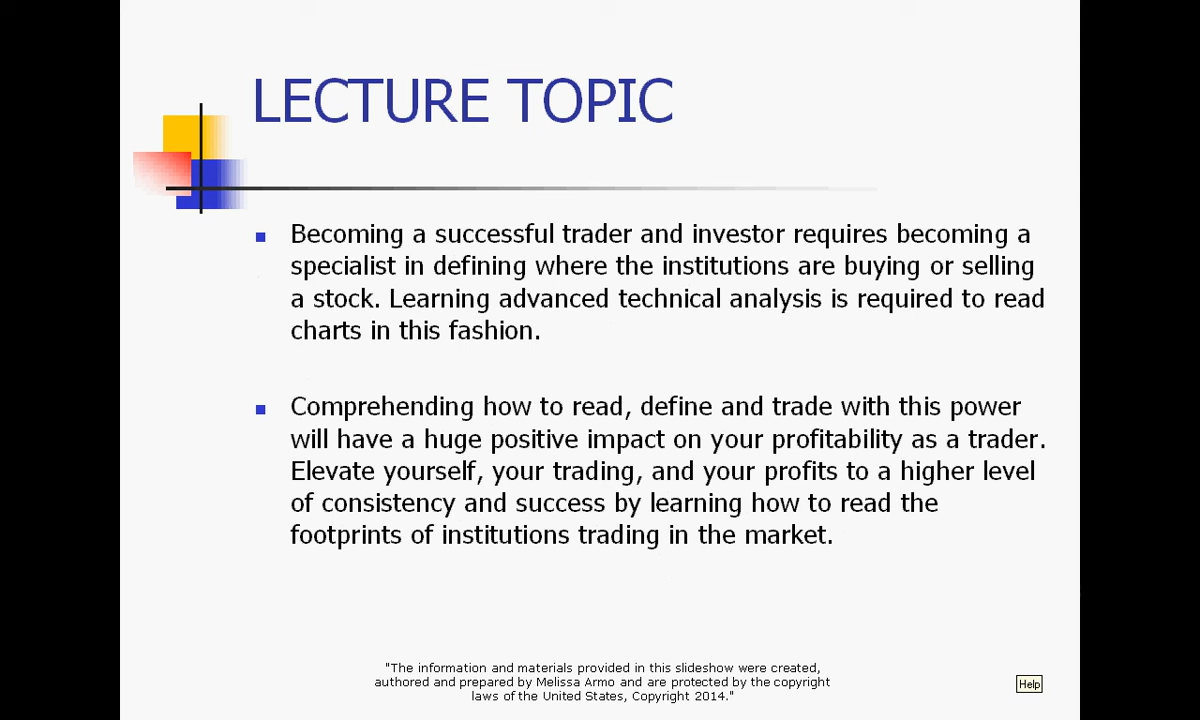 LECTURE TOPIC
Becoming a successful trader and investor requires becoming a
specialist in defining where the institutions are buying or selling
a stock. Learning advanced technical analysis is required to read
charts in this fashion.
Comprehending how to read, define and trade with this power
will have a huge positive impact on your profitability as a trader.
Elevate yourself, your trading, and your profits to a higher level
of consistency and success by learning how to read the
footprints of institutions trading in the market.
"The information and materials provided in this slideshow were created,
authored and prepared by Melissa Armo and are protected by the copyright
laws of the United States, Copyright 2014."
Help